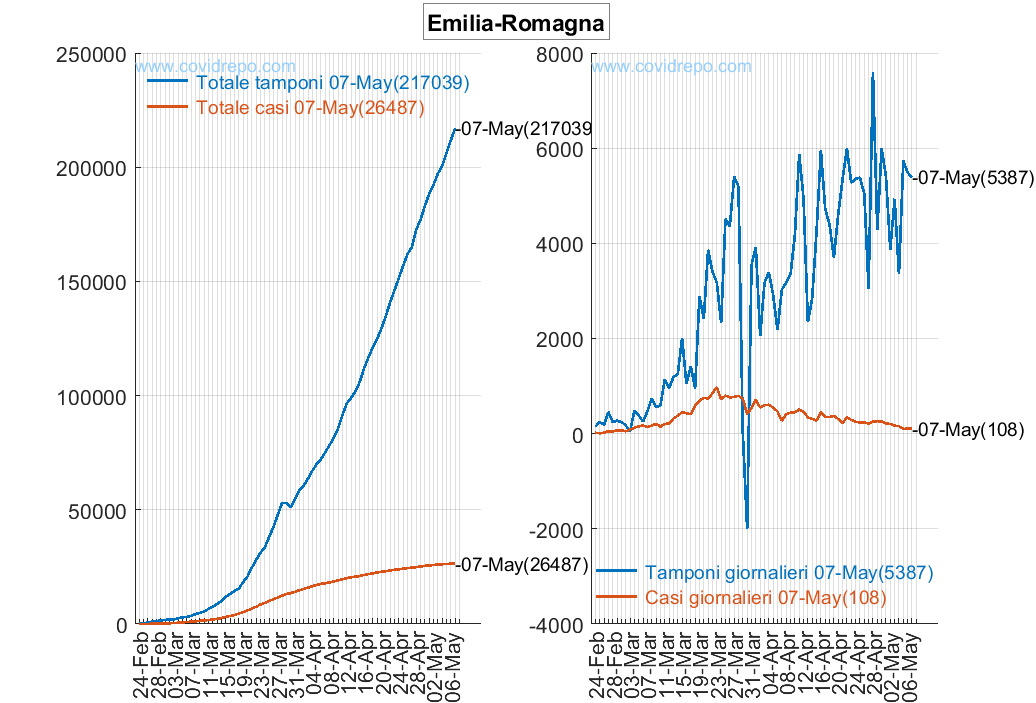 Emilia-Romagna
250000
200000
150000
100000
50000
0
www.covidrepo.com
Totale tamponi 07-May(217039)
Totale casi 07-May(26487)
-07-May(217039
-07-May(26487)
24-Feb
28-Feb
03-Mar
07-Mar
11-Mar
15-Mar
19-Mar
23-Mar
27-Mar
31-Mar
04-Apr
08-Apr
12-Apr
16-Apr
20-Apr
24-Apr
28-Apr
02-May
06-May
8000
6000
4000
2000
0
-2000
-4000
www.covidrepo.com
-07-May(5387)
-07-May(108)
Tamponi giornalieri 07-May(5387)
Casi giornalieri 07-May(108)
24-Feb
28-Feb
03-Mar
07-Mar
11-Mar
15-Mar
19-Mar
23-Mar
27-Mar
31-Mar
04-Apr
08-Apr
12-Apr
16-Apr
20-Apr
24-Apr
28-Apr
02-May
06-May